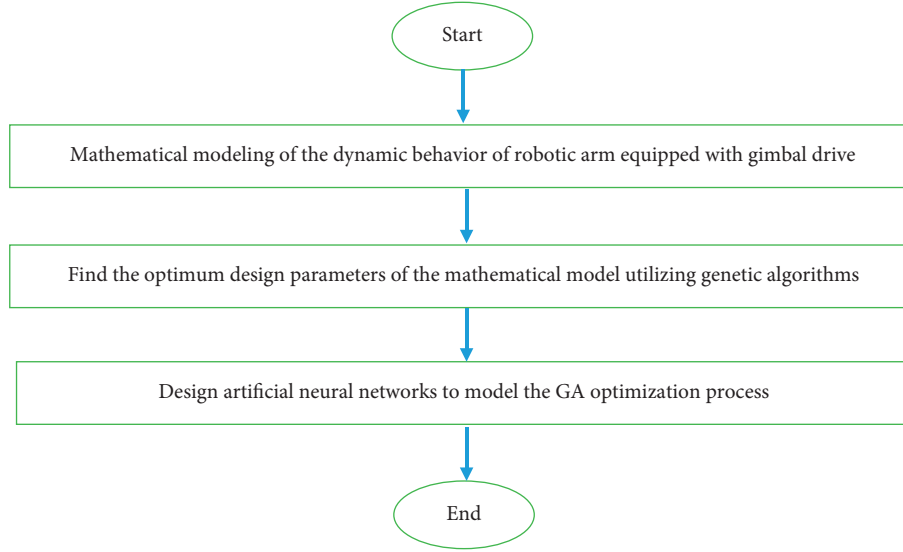 Start
Mathematical modeling of the dynamic behavior of robotic arm equipped with gimbal drive
Find the optimum design parameters of the mathematical model utilizing genetic algorithms
Design artificial neural networks to model the GA optimization process
End